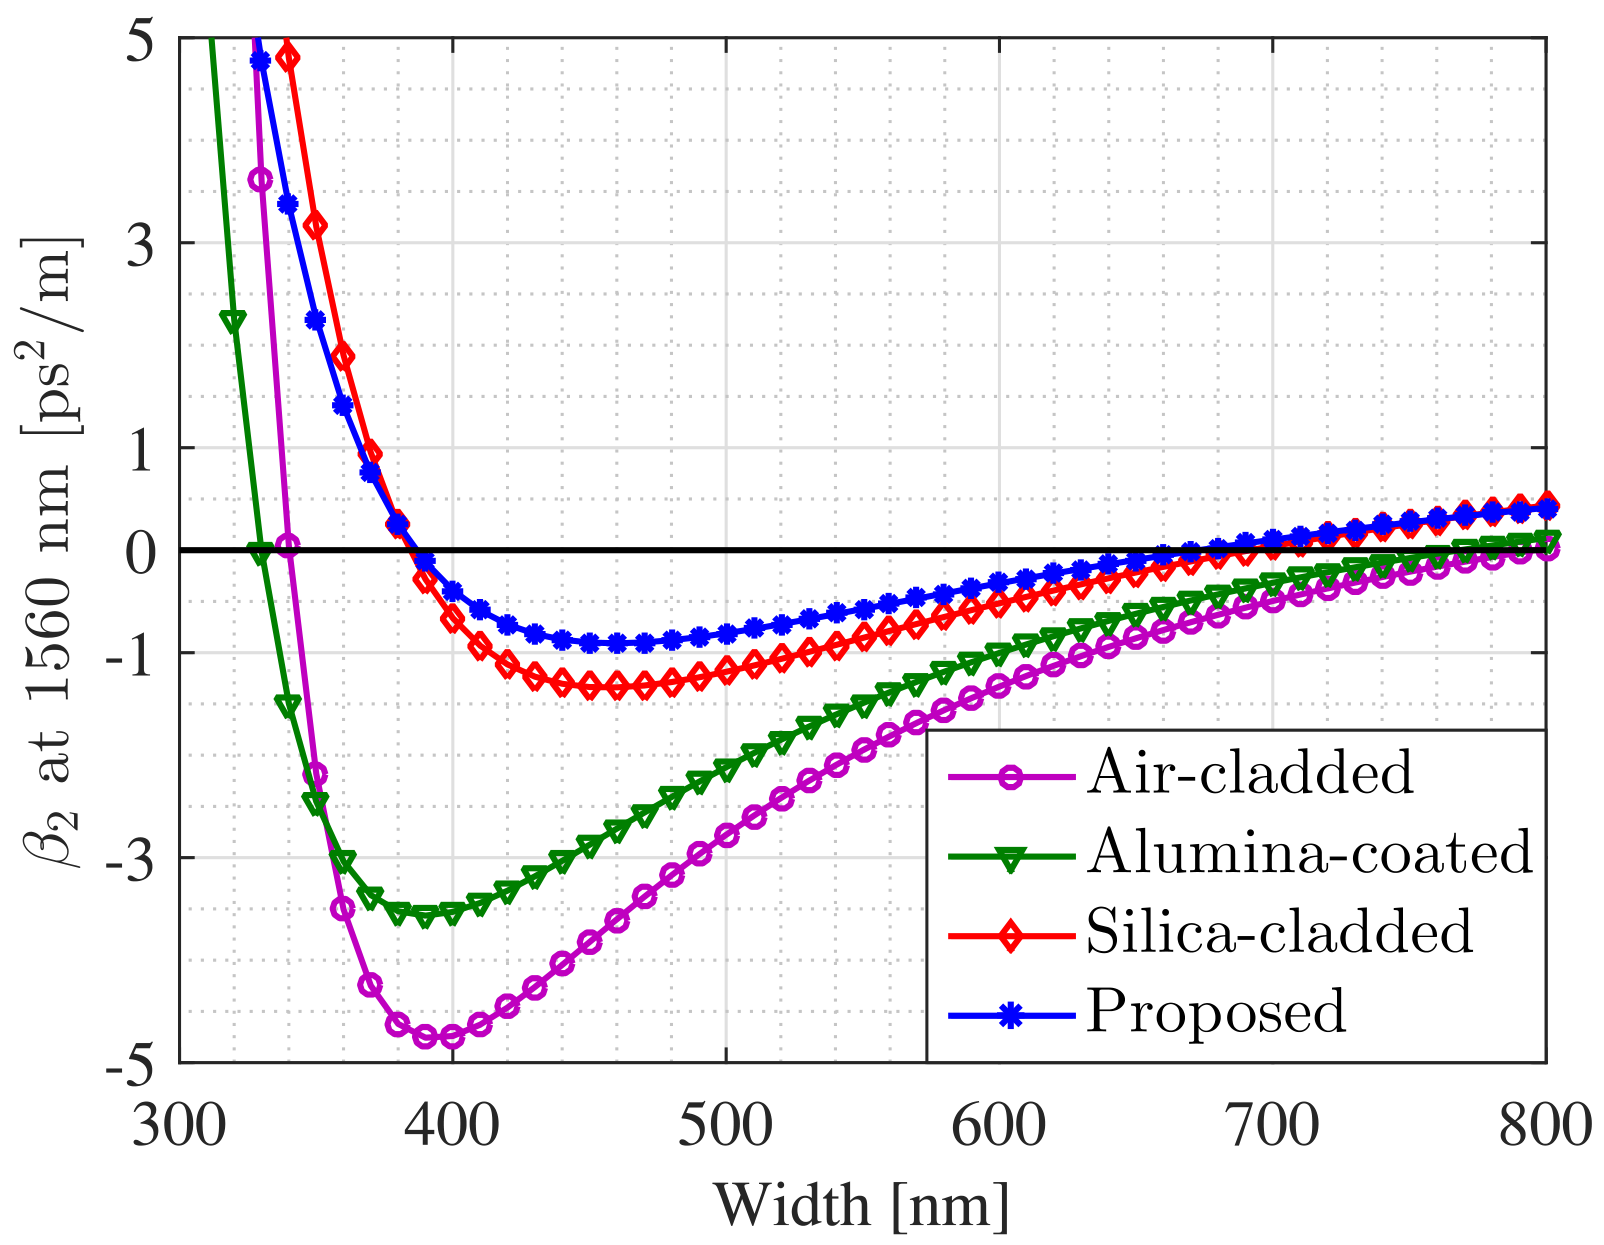 5
3
1
0
-1
-3
-5
β₂ at 1560 nm [ps²/m]
300 400 500 600 700 800
Width [nm]
Air-cladded
Alumina-coated
Silica-cladded
Proposed